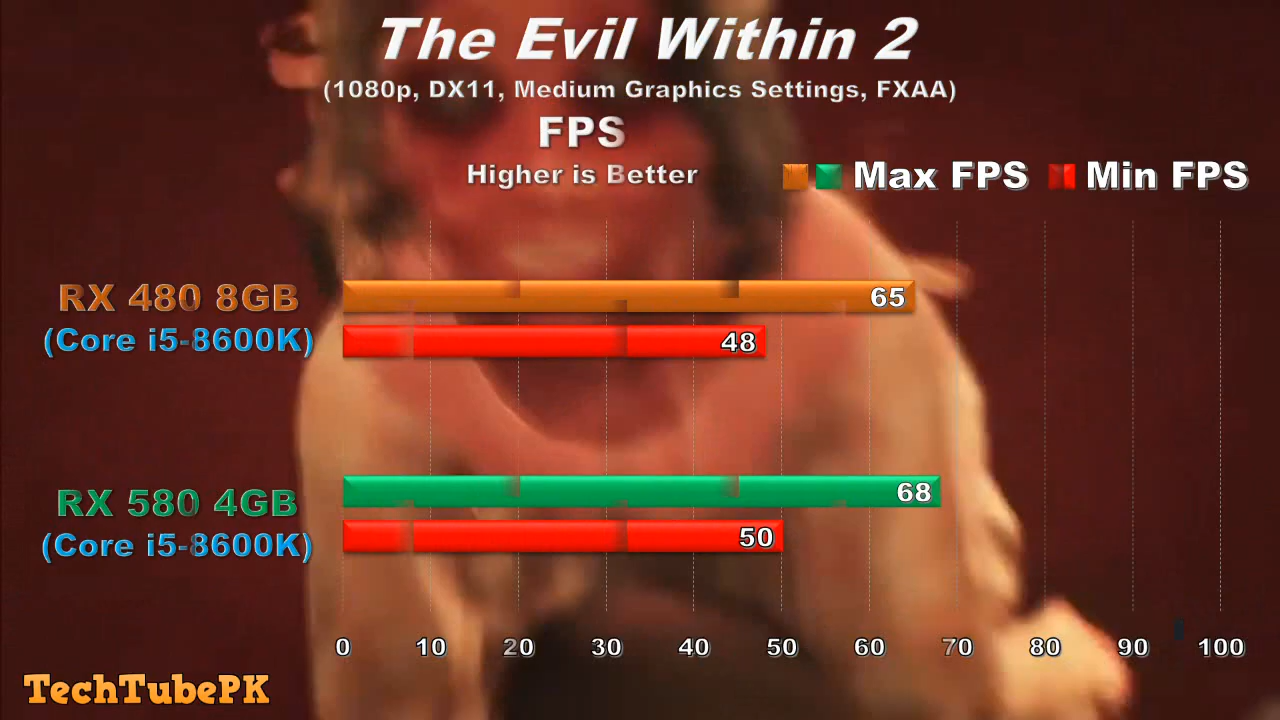 The Evil Within 2
(1080p, DX11, Medium Graphics Settings, FXAA)
FPS
Higher is Better
Max FPS Min FPS
RX 480 8GB
(Core i5-8600K)
65
48
RX 580 4GB
(Core i5-8600K)
68
50
0 10 20 30 40 50 60 70 80 90 100
TechTubePK